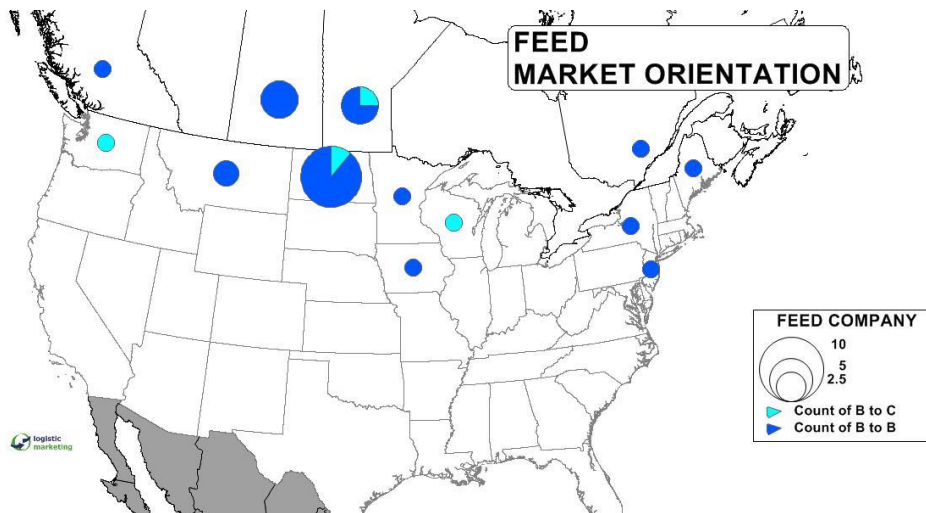 FEED
MARKET ORIENTATION
FEED COMPANY
10
5
2.5
Count of B to C
Count of B to B
logistic
marketing